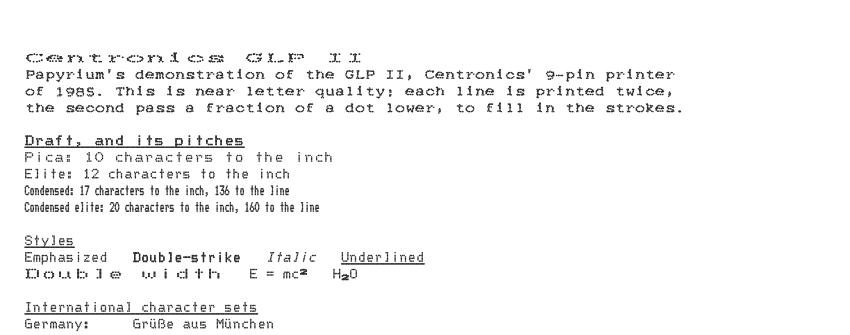 Centronics GLP II
Papyrium's demonstration of the GLP II, Centronics' 9-pin printer
of 1985. This is near letter quality: each line is printed twice,
the second pass a fraction of a dot lower, to fill in the strokes.
Draft, and its pitches
Pica: 10 characters to the inch
Elite: 12 characters to the inch
Condensed: 17 characters to the inch, 136 to the line
Condensed elite: 20 characters to the inch, 160 to the line
Styles
Emphasized Double-strike Italic Underlined
Double width E = mc² H₂O
International character sets
Germany: Grüße aus München